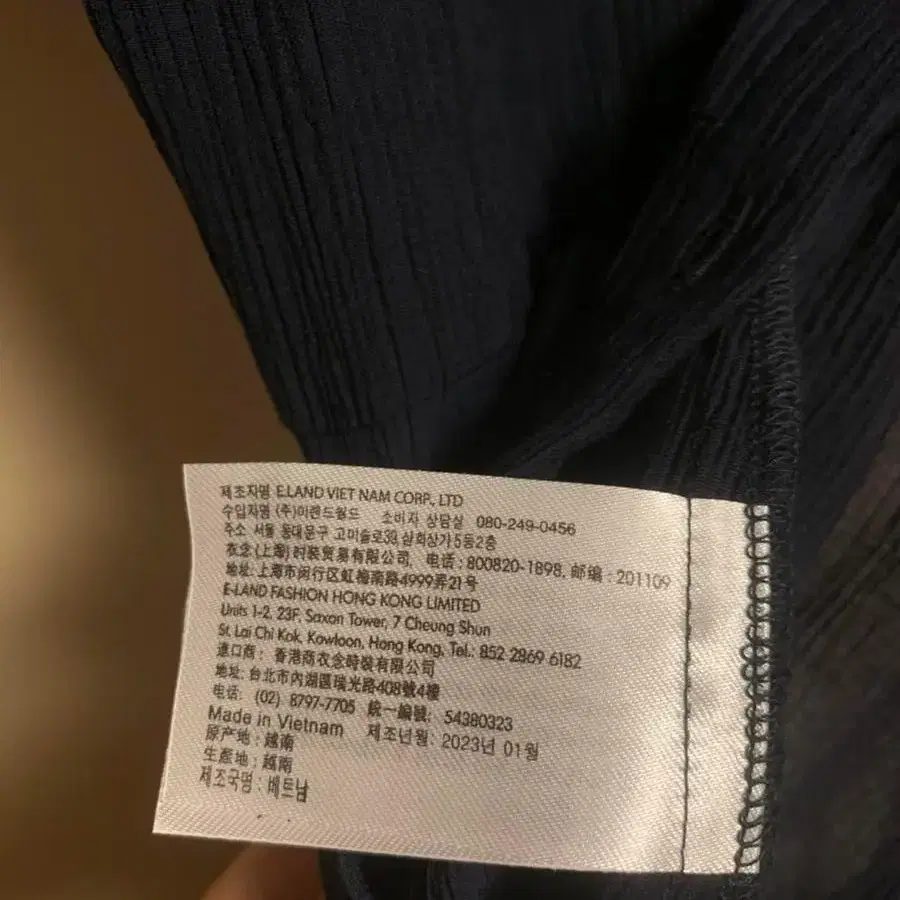 제조자명 E.LAND VIET NAM CORP., LTD
수입자명 (주)이랜드월드 소비자 상담실 080-249-0456
주소 서울 동대문구 고미술로39, 삼희상가 5동2층
衣念 (上海) 时装贸易有限公司, 电话 : 800820-1898, 邮编 : 201109
地址: 上海市闵行区虹梅南路4999弄21号
E-LAND FASHION HONG KONG LIMITED
Units 1-2, 23F, Saxon Tower, 7 Cheung Shun
St, Lai Chi Kok, Kowloon, Hong Kong, Tel.: 852 2869 6182
進口商 : 香港商衣念時裝有限公司
地址: 台北市內湖區瑞光路408號4樓
电话: (02) 8797-7705 統一編號: 54380323
Made in Vietnam 제조년월: 2023년 01월
原产地 : 越南
生產地 : 越南
제조국명 : 베트남